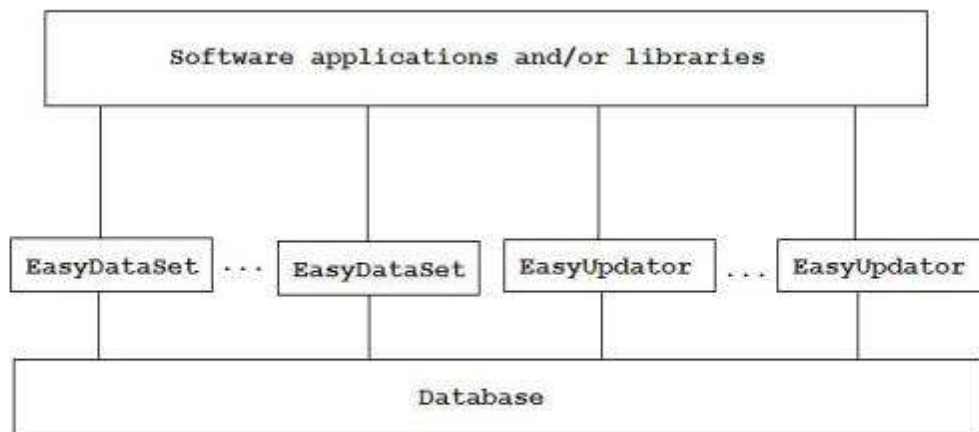 Software applications and/or libraries
EasyDataSet ... EasyDataSet EasyUpdator ... EasyUpdator
Database